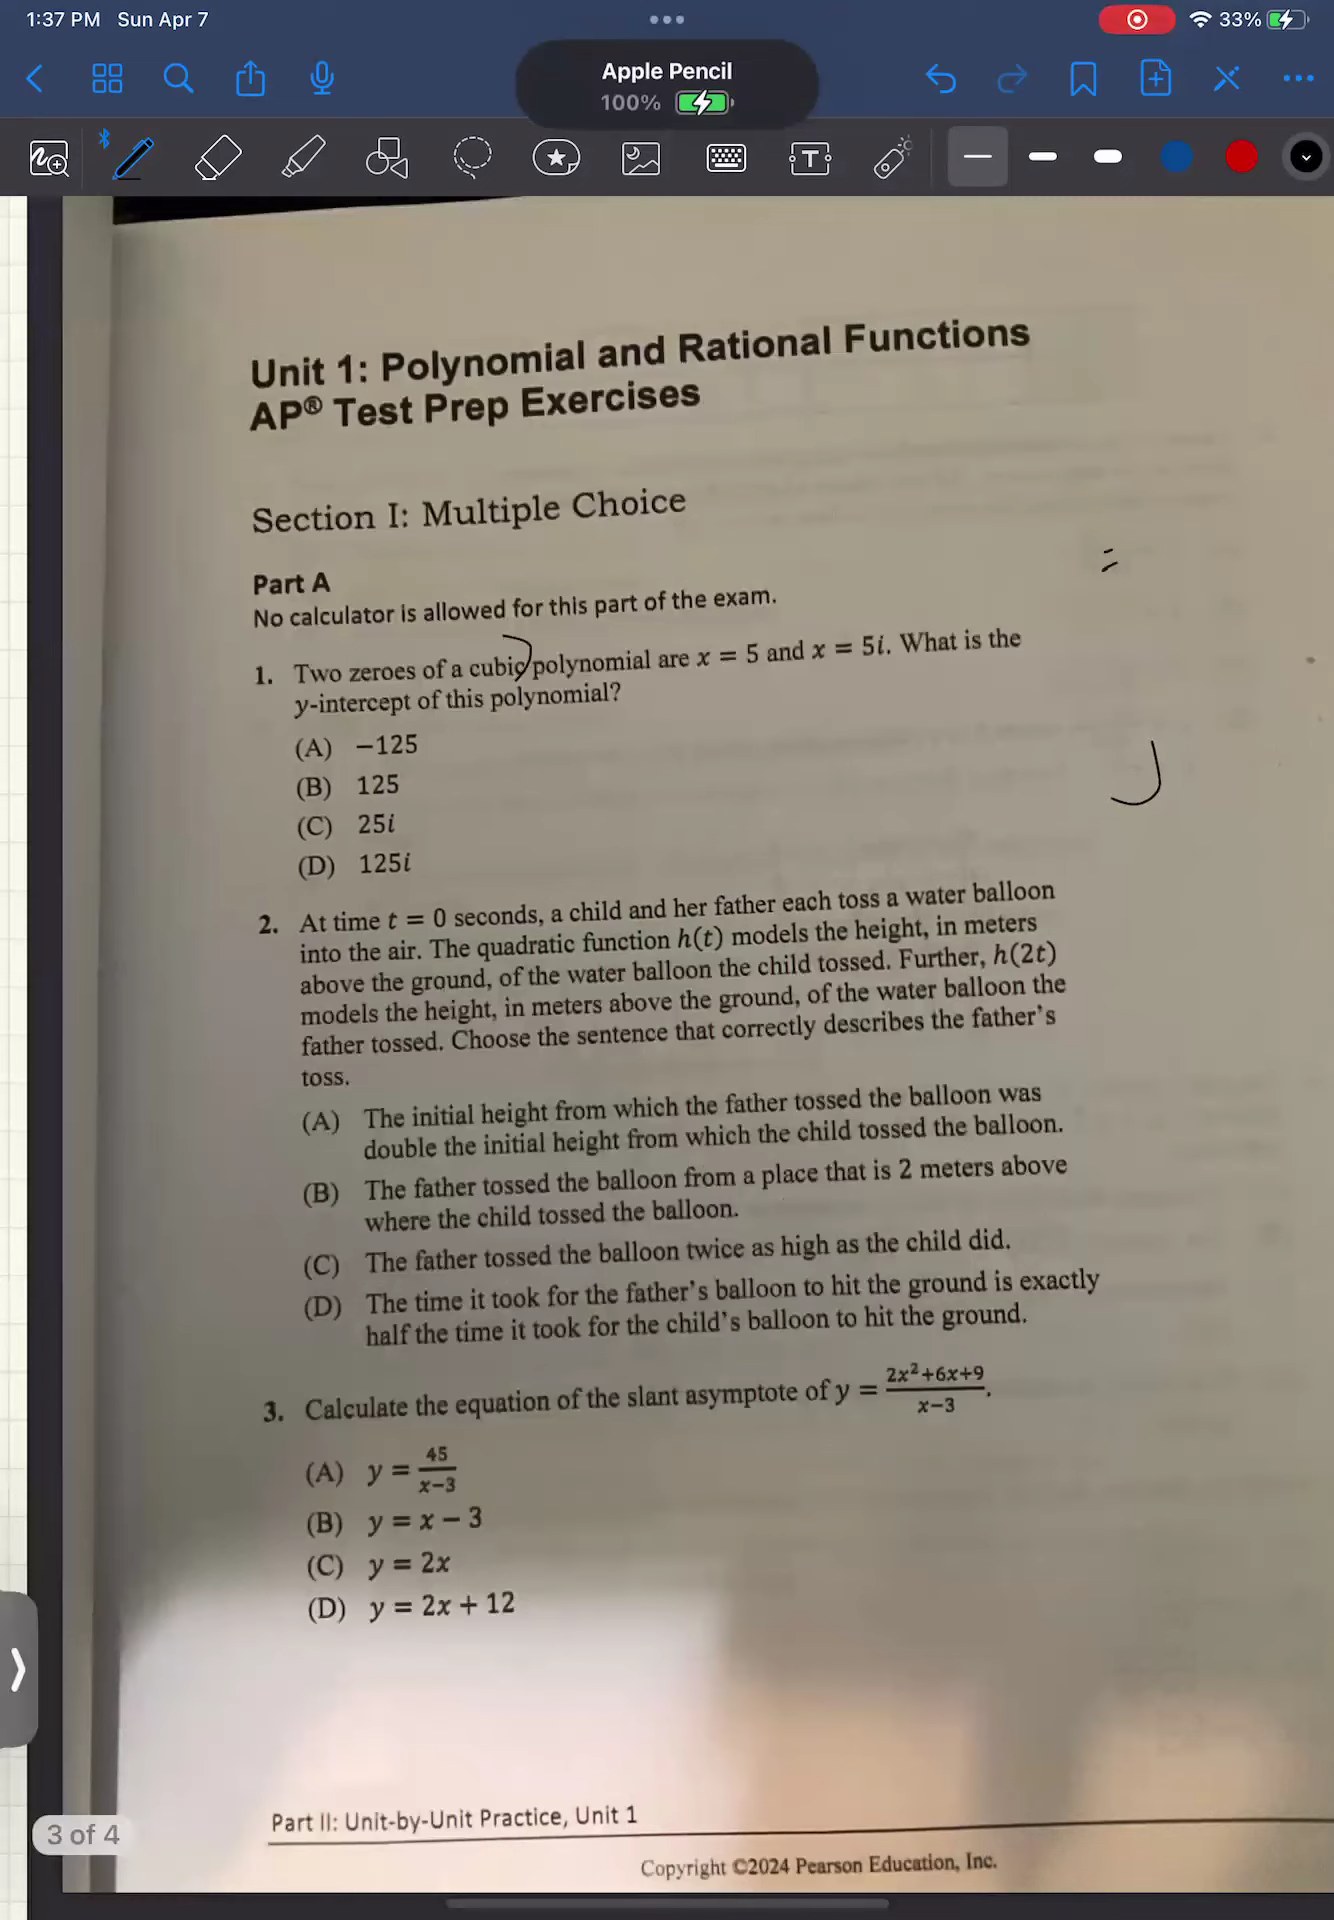 1:37 PM Sun Apr 7
33%
Apple Pencil
100%
T
Unit 1: Polynomial and Rational Functions
AP® Test Prep Exercises
Section I: Multiple Choice
Part A
No calculator is allowed for this part of the exam.
1. Two zeroes of a cubic polynomial are x = 5 and x = 5i. What is the
y-intercept of this polynomial?
(A) −125
(B) 125
(C) 25i
(D) 125i
2. At time t = 0 seconds, a child and her father each toss a water balloon
into the air. The quadratic function h(t) models the height, in meters
above the ground, of the water balloon the child tossed. Further, h(2t)
models the height, in meters above the ground, of the water balloon the
father tossed. Choose the sentence that correctly describes the father's
toss.
(A) The initial height from which the father tossed the balloon was
double the initial height from which the child tossed the balloon.
(B) The father tossed the balloon from a place that is 2 meters above
where the child tossed the balloon.
(C) The father tossed the balloon twice as high as the child did.
(D) The time it took for the father's balloon to hit the ground is exactly
half the time it took for the child's balloon to hit the ground.
3. Calculate the equation of the slant asymptote of y = (2x²+6x+9)/(x−3).
(A) y = 45/(x−3)
(B) y = x − 3
(C) y = 2x
(D) y = 2x + 12
Part II: Unit-by-Unit Practice, Unit 1
3 of 4
Copyright ©2024 Pearson Education, Inc.